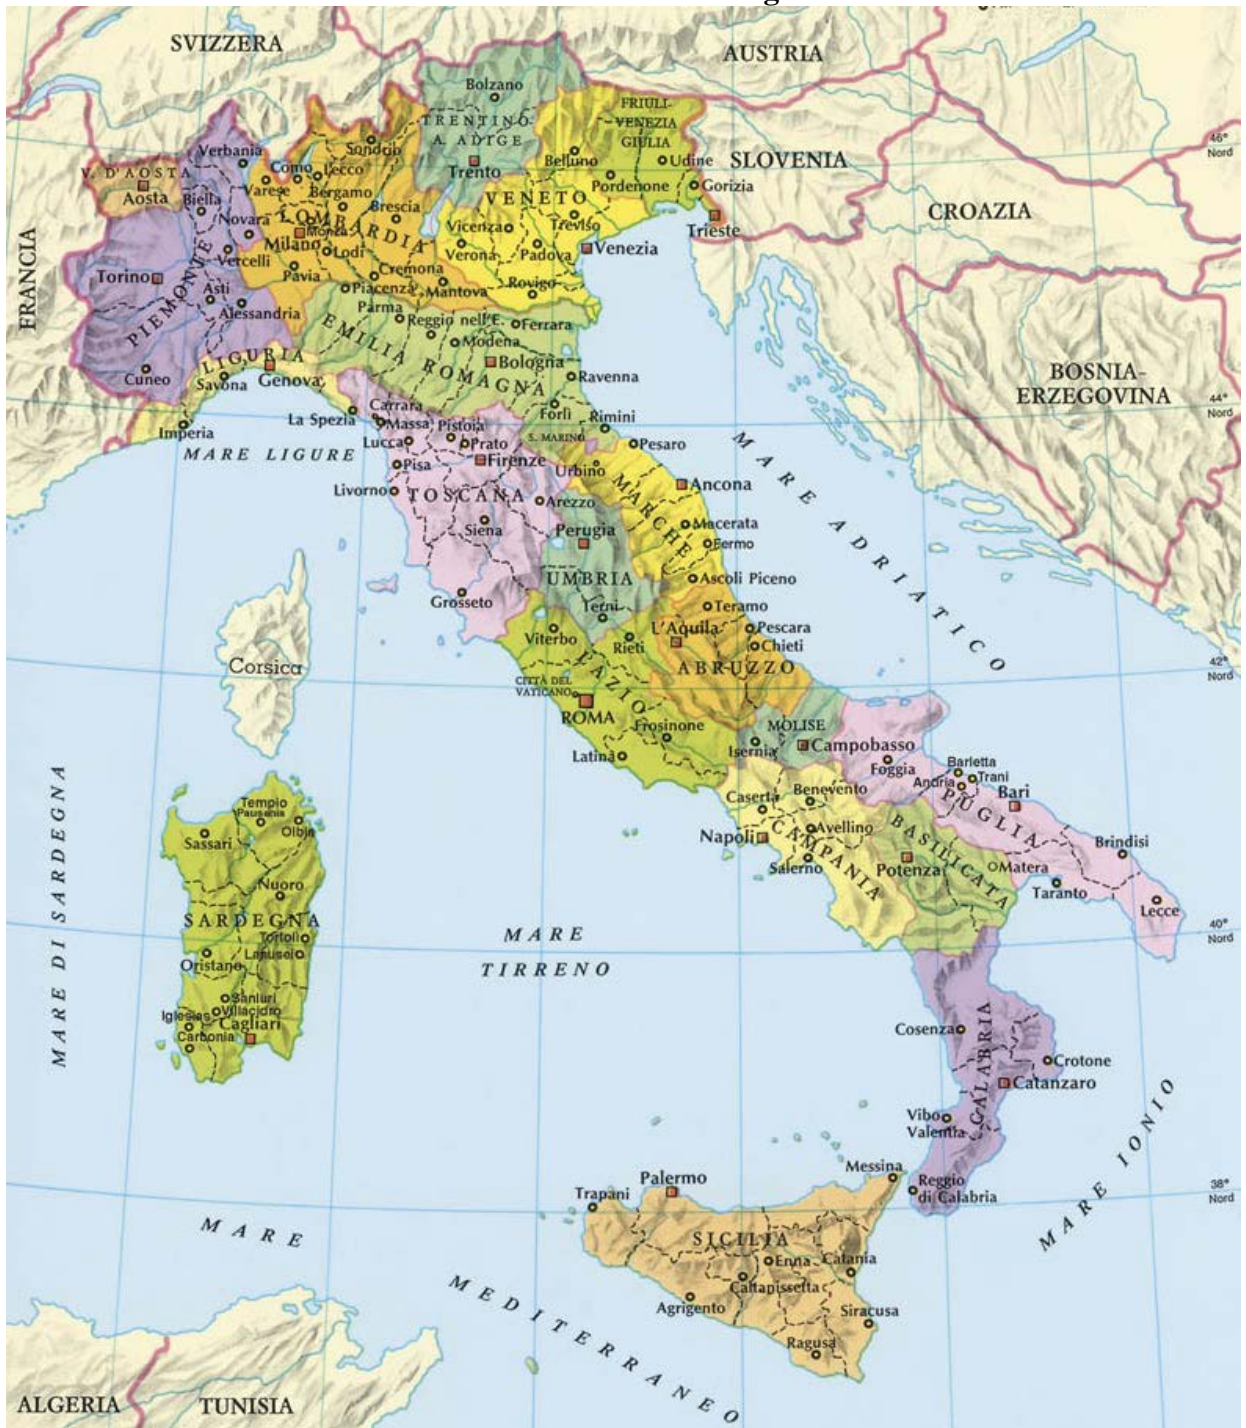 SVIZZERA
AUSTRIA
Bolzano
TRENTINO
A. ADIGE
FRIULI-
VENEZIA
GIULIA
46°
Nord
Verbania
Sondrio
Como
Lecco
Belluno
Udine
SLOVENIA
V. D'AOSTA
Aosta
Varese
Bergamo
Trento
Pordenone
Gorizia
Biella
Brescia
VENETO
CROAZIA
Novara
LOMBARDIA
Monza
Vicenza
Treviso
Trieste
Milano
Lodi
Verona
Padova
Venezia
FRANCIA
Vercelli
Torino
Pavia
Cremona
PIEMONTE
Asti
Piacenza
Mantova
Rovigo
Alessandria
Parma
Reggio nell'E.
Ferrara
EMILIA ROMAGNA
Modena
LIGURIA
Bologna
BOSNIA-
ERZEGOVINA
Cuneo
Savona
Genova
Ravenna
44°
Nord
La Spezia
Carrara
Massa
Pistoia
Forlì
Rimini
Imperia
Lucca
Prato
S. MARINO
Pesaro
MARE LIGURE
Pisa
Firenze
Urbino
MARE ADRIATICO
Livorno
TOSCANA
Arezzo
MARCHE
Ancona
Siena
Perugia
Macerata
Fermo
UMBRIA
Ascoli Piceno
Grosseto
Terni
Teramo
Viterbo
Rieti
L'Aquila
Pescara
Chieti
Corsica
LAZIO
ABRUZZO
42°
Nord
CITTÀ DEL
VATICANO
ROMA
Frosinone
MOLISE
Isernia
Campobasso
Latina
Foggia
Barletta
Trani
Andria
MARE DI SARDEGNA
Tempio
Pausania
Olbia
Caserta
Benevento
PUGLIA
Bari
Sassari
Napoli
CAMPANIA
Avellino
BASILICATA
Brindisi
Salerno
Potenza
Matera
Nuoro
Taranto
Lecce
SARDEGNA
MARE
TIRRENO
40°
Nord
Tortolì
Lanusei
Oristano
Sanluri
Villacidro
Iglesias
Cagliari
Carbonia
Cosenza
CALABRIA
Crotone
Catanzaro
Vibo
Valentia
MARE IONIO
Messina
Reggio
di Calabria
Palermo
Trapani
38°
Nord
MARE
MEDITERRANEO
SICILIA
Enna
Catania
Caltanissetta
Agrigento
Siracusa
Ragusa
ALGERIA
TUNISIA